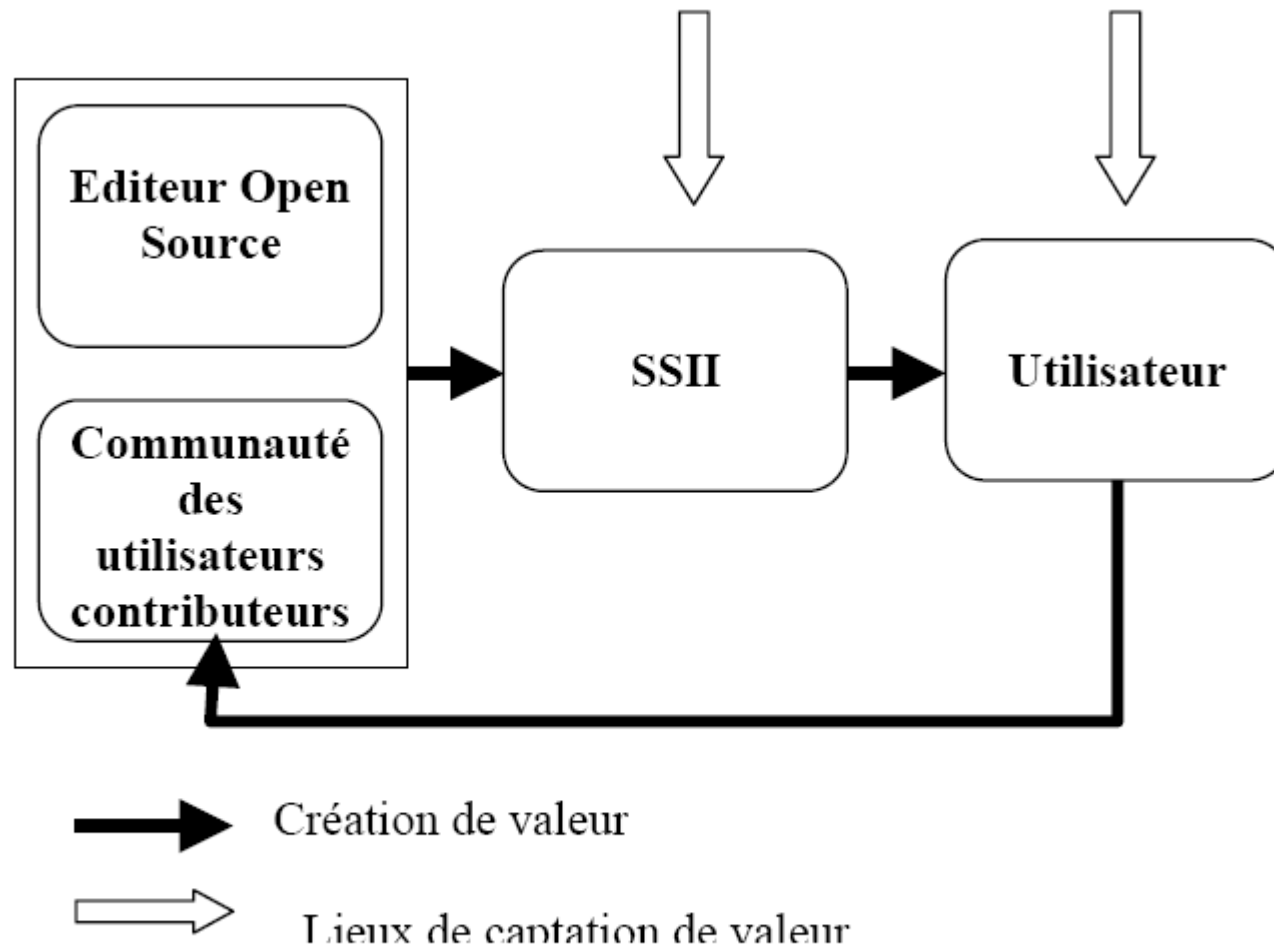 Editeur Open
Source
Communauté
des
utilisateurs
contributeurs
SSII
Utilisateur
Création de valeur
Lieux de captation de valeur